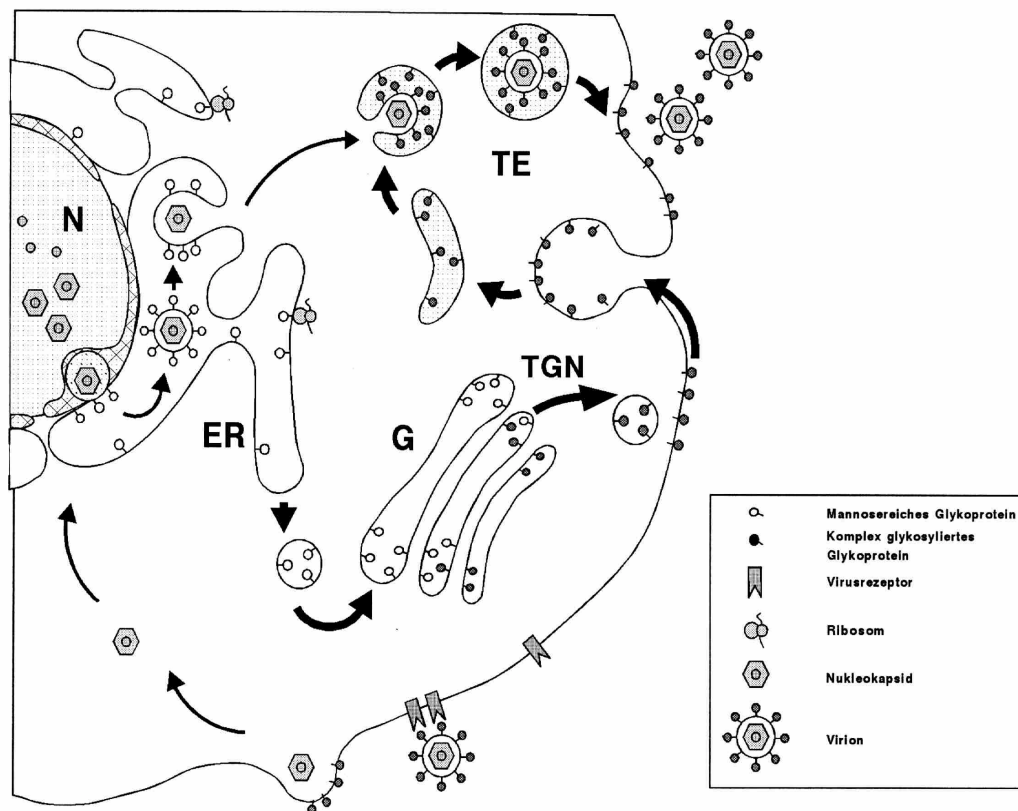 TE
N
TGN
ER
G
Mannosereiches Glykoprotein
Komplex glykosyliertes
Glykoprotein
Virusrezeptor
Ribosom
Nukleokapsid
Virion